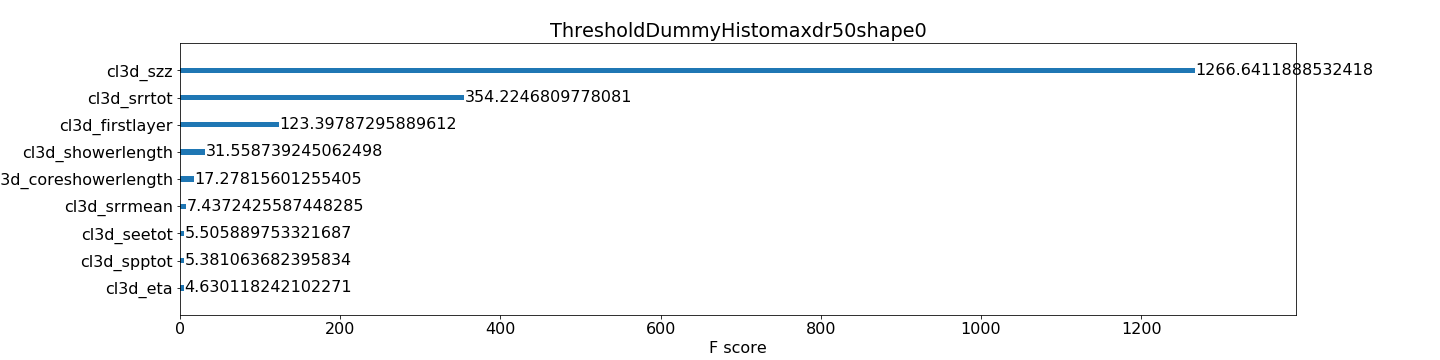 ThresholdDummyHistomaxdr50shape0
cl3d_szz 1266.6411888532418
cl3d_srrtot 354.2246809778081
cl3d_firstlayer 123.39787295889612
cl3d_showerlength 31.558739245062498
3d_coreshowerlength 17.27815601255405
cl3d_srrmean 7.4372425587448285
cl3d_seetot 5.505889753321687
cl3d_spptot 5.381063682395834
cl3d_eta 4.630118242102271
0 200 400 600 800 1000 1200
F score